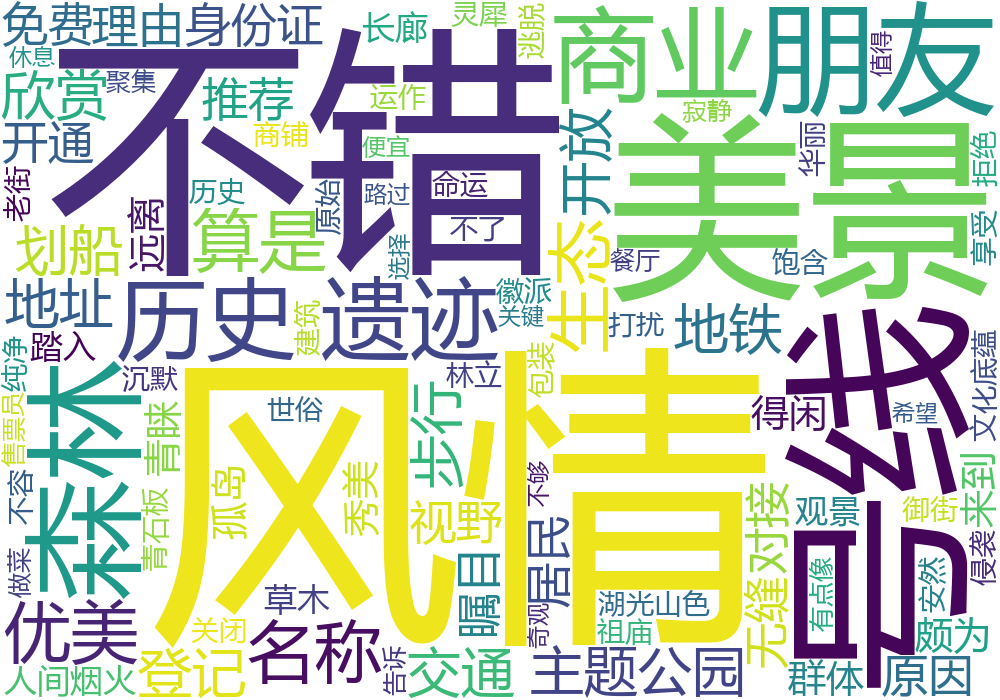 免费
理由
身份证
长廊
灵犀
逃脱
商业
朋友
值得
休息
欣赏
聚集
不错
推荐
运作
商铺
便宜
寂静
开放
华丽
美景
拒绝
开通
老街
历史
原始
路过
命运
不了
划船
远离
算是
选择
生态
餐厅
饱含
享受
地址
历史
遗迹
建筑
徽派
关键
打扰
地铁
号线
踏入
纯净
沉默
林立
包装
得闲
文化底蕴
希望
森林
售票员
青睐
世俗
风情
步行
不容
青石板
孤岛
秀美
视野
不够
无缝
对接
观景
御街
来到
侵袭
做菜
优美
草木
瞩目
居民
湖光山色
有点像
安然
名称
关闭
奇观
祖庙
颇为
人间烟火
登记
告诉
交通
主题公园
群体
原因